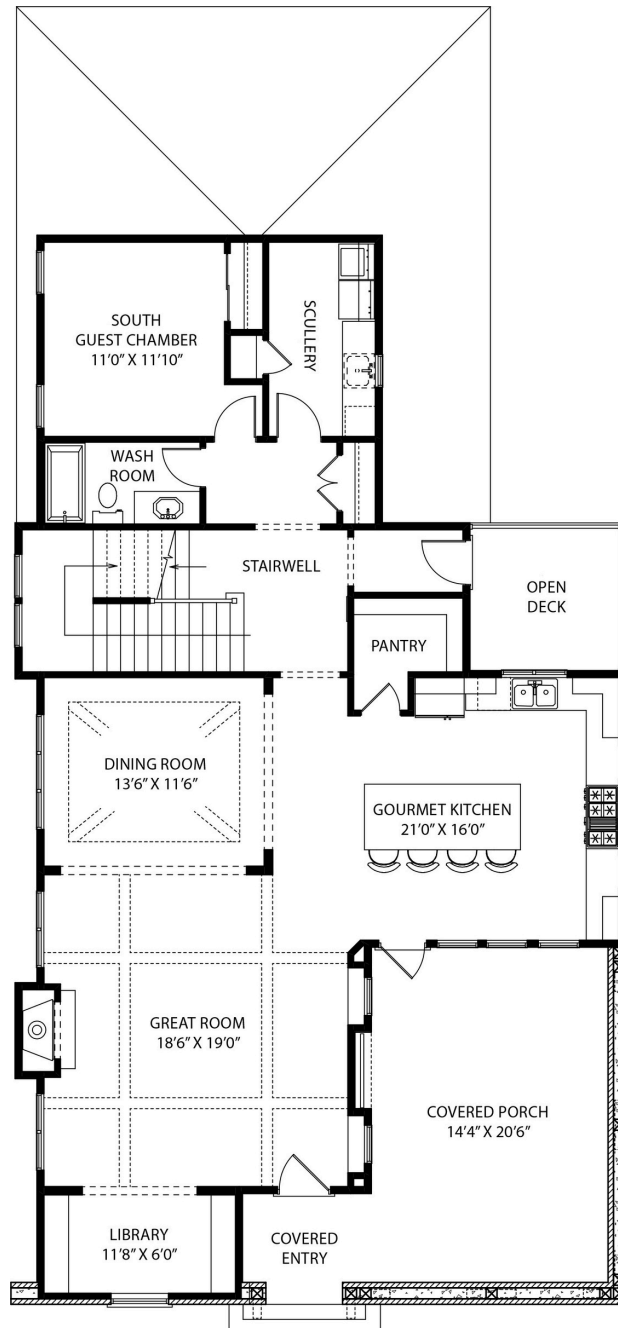 SOUTH
GUEST CHAMBER
11’0” X 11’10”
SCULLERY
WASH
ROOM
STAIRWELL
OPEN
DECK
PANTRY
DINING ROOM
13’6” X 11’6”
GOURMET KITCHEN
21’0” X 16’0”
GREAT ROOM
18’6” X 19’0”
COVERED PORCH
14’4” X 20’6”
LIBRARY
11’8” X 6’0”
COVERED
ENTRY